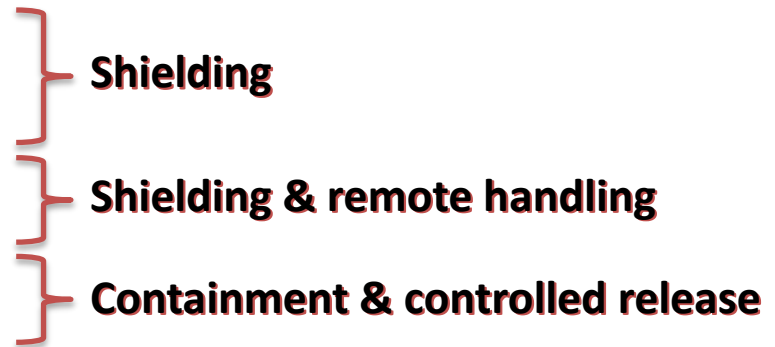 Shielding
Shielding & remote handling
Containment & controlled release